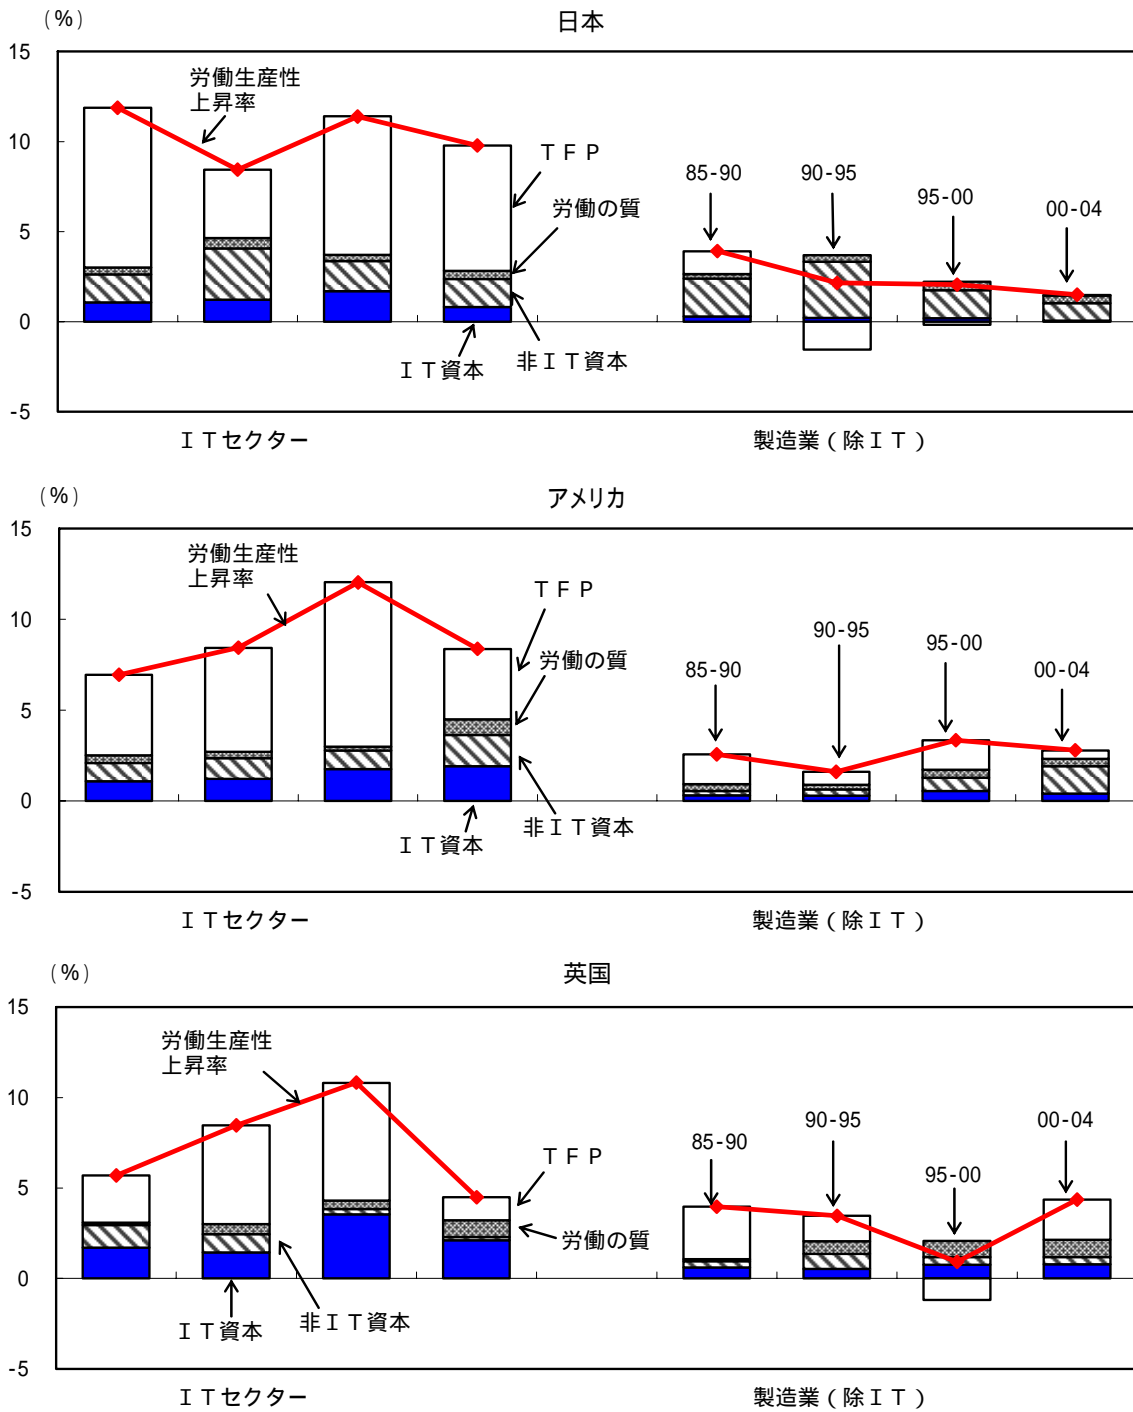 (%)
日本
15
10
5
0
-5
労働生産性
上昇率
ＴＦＰ
労働の質
非ＩＴ資本
ＩＴ資本
85-90
90-95
95-00
00-04
ＩＴセクター
製造業（除ＩＴ）
(%)
アメリカ
15
10
5
0
-5
労働生産性
上昇率
ＴＦＰ
労働の質
非ＩＴ資本
ＩＴ資本
85-90
90-95
95-00
00-04
ＩＴセクター
製造業（除ＩＴ）
(%)
英国
15
10
5
0
-5
労働生産性
上昇率
ＴＦＰ
労働の質
非ＩＴ資本
ＩＴ資本
85-90
90-95
95-00
00-04
ＩＴセクター
製造業（除ＩＴ）